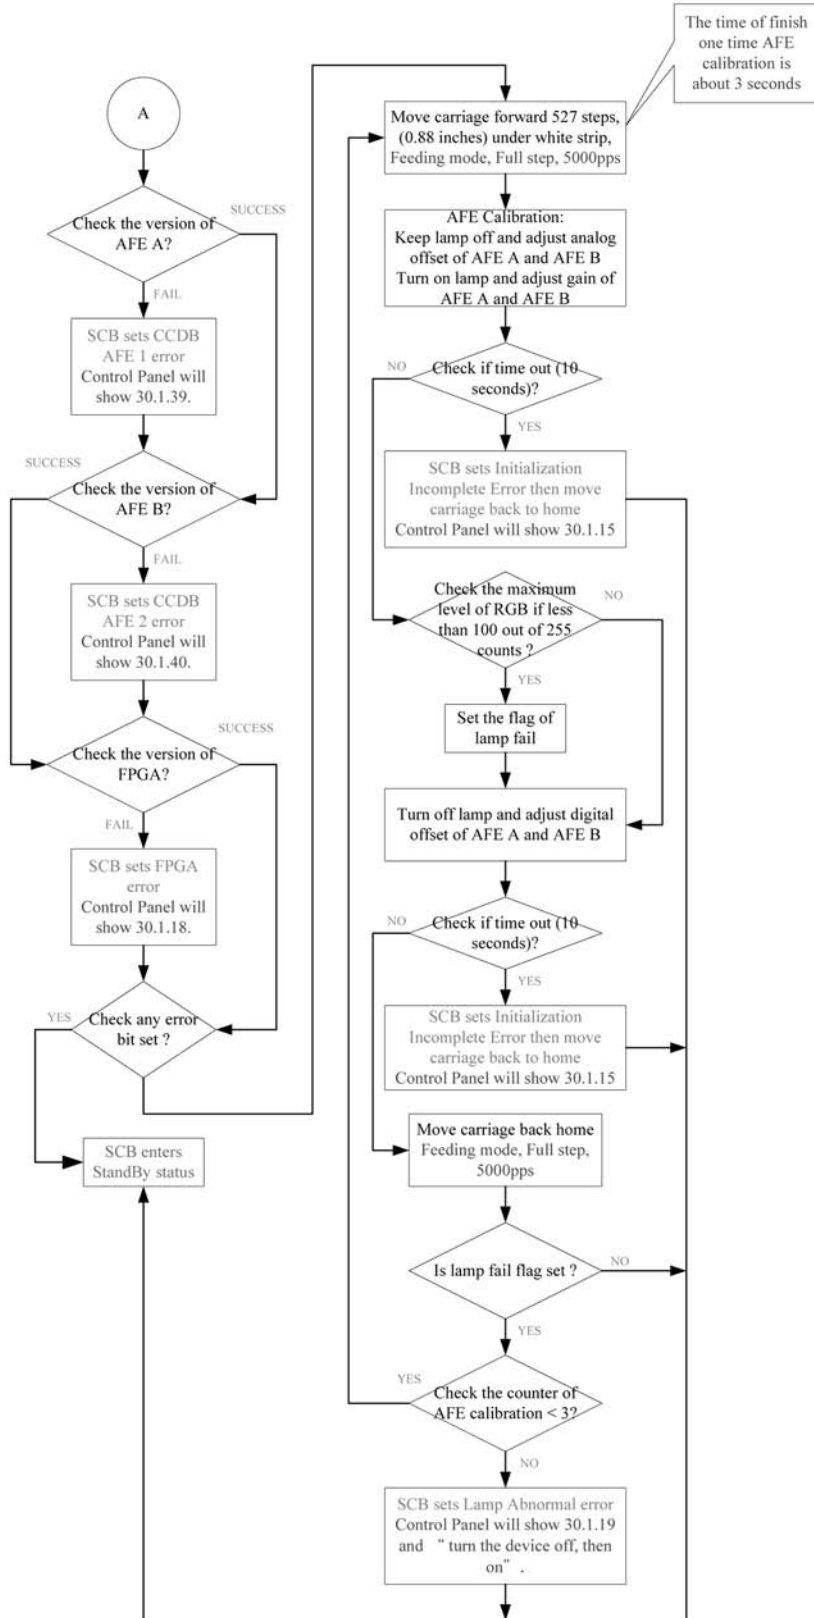 A
Check the version of
AFE A?
SUCCESS
FAIL
SCB sets CCDB
AFE 1 error
Control Panel will
show 30.1.39.
SUCCESS
Check the version of
AFE B?
FAIL
SCB sets CCDB
AFE 2 error
Control Panel will
show 30.1.40.
SUCCESS
Check the version of
FPGA?
FAIL
SCB sets FPGA
error
Control Panel will
show 30.1.18.
YES
Check any error
bit set ?
SCB enters
StandBy status
The time of finish
one time AFE
calibration is
about 3 seconds
Move carriage forward 527 steps,
(0.88 inches) under white strip,
Feeding mode, Full step, 5000pps
AFE Calibration:
Keep lamp off and adjust analog
offset of AFE A and AFE B
Turn on lamp and adjust gain of
AFE A and AFE B
NO
Check if time out (10
seconds)?
YES
SCB sets Initialization
Incomplete Error then move
carriage back to home
Control Panel will show 30.1.15
Check the maximum
level of RGB if less
than 100 out of 255
counts ?
NO
YES
Set the flag of
lamp fail
Turn off lamp and adjust digital
offset of AFE A and AFE B
NO
Check if time out (10
seconds)?
YES
SCB sets Initialization
Incomplete Error then move
carriage back to home
Control Panel will show 30.1.15
Move carriage back home
Feeding mode, Full step,
5000pps
Is lamp fail flag set ?
NO
YES
YES
Check the counter of
AFE calibration < 3?
NO
SCB sets Lamp Abnormal error
Control Panel will show 30.1.19
and “ turn the device off, then
on” .